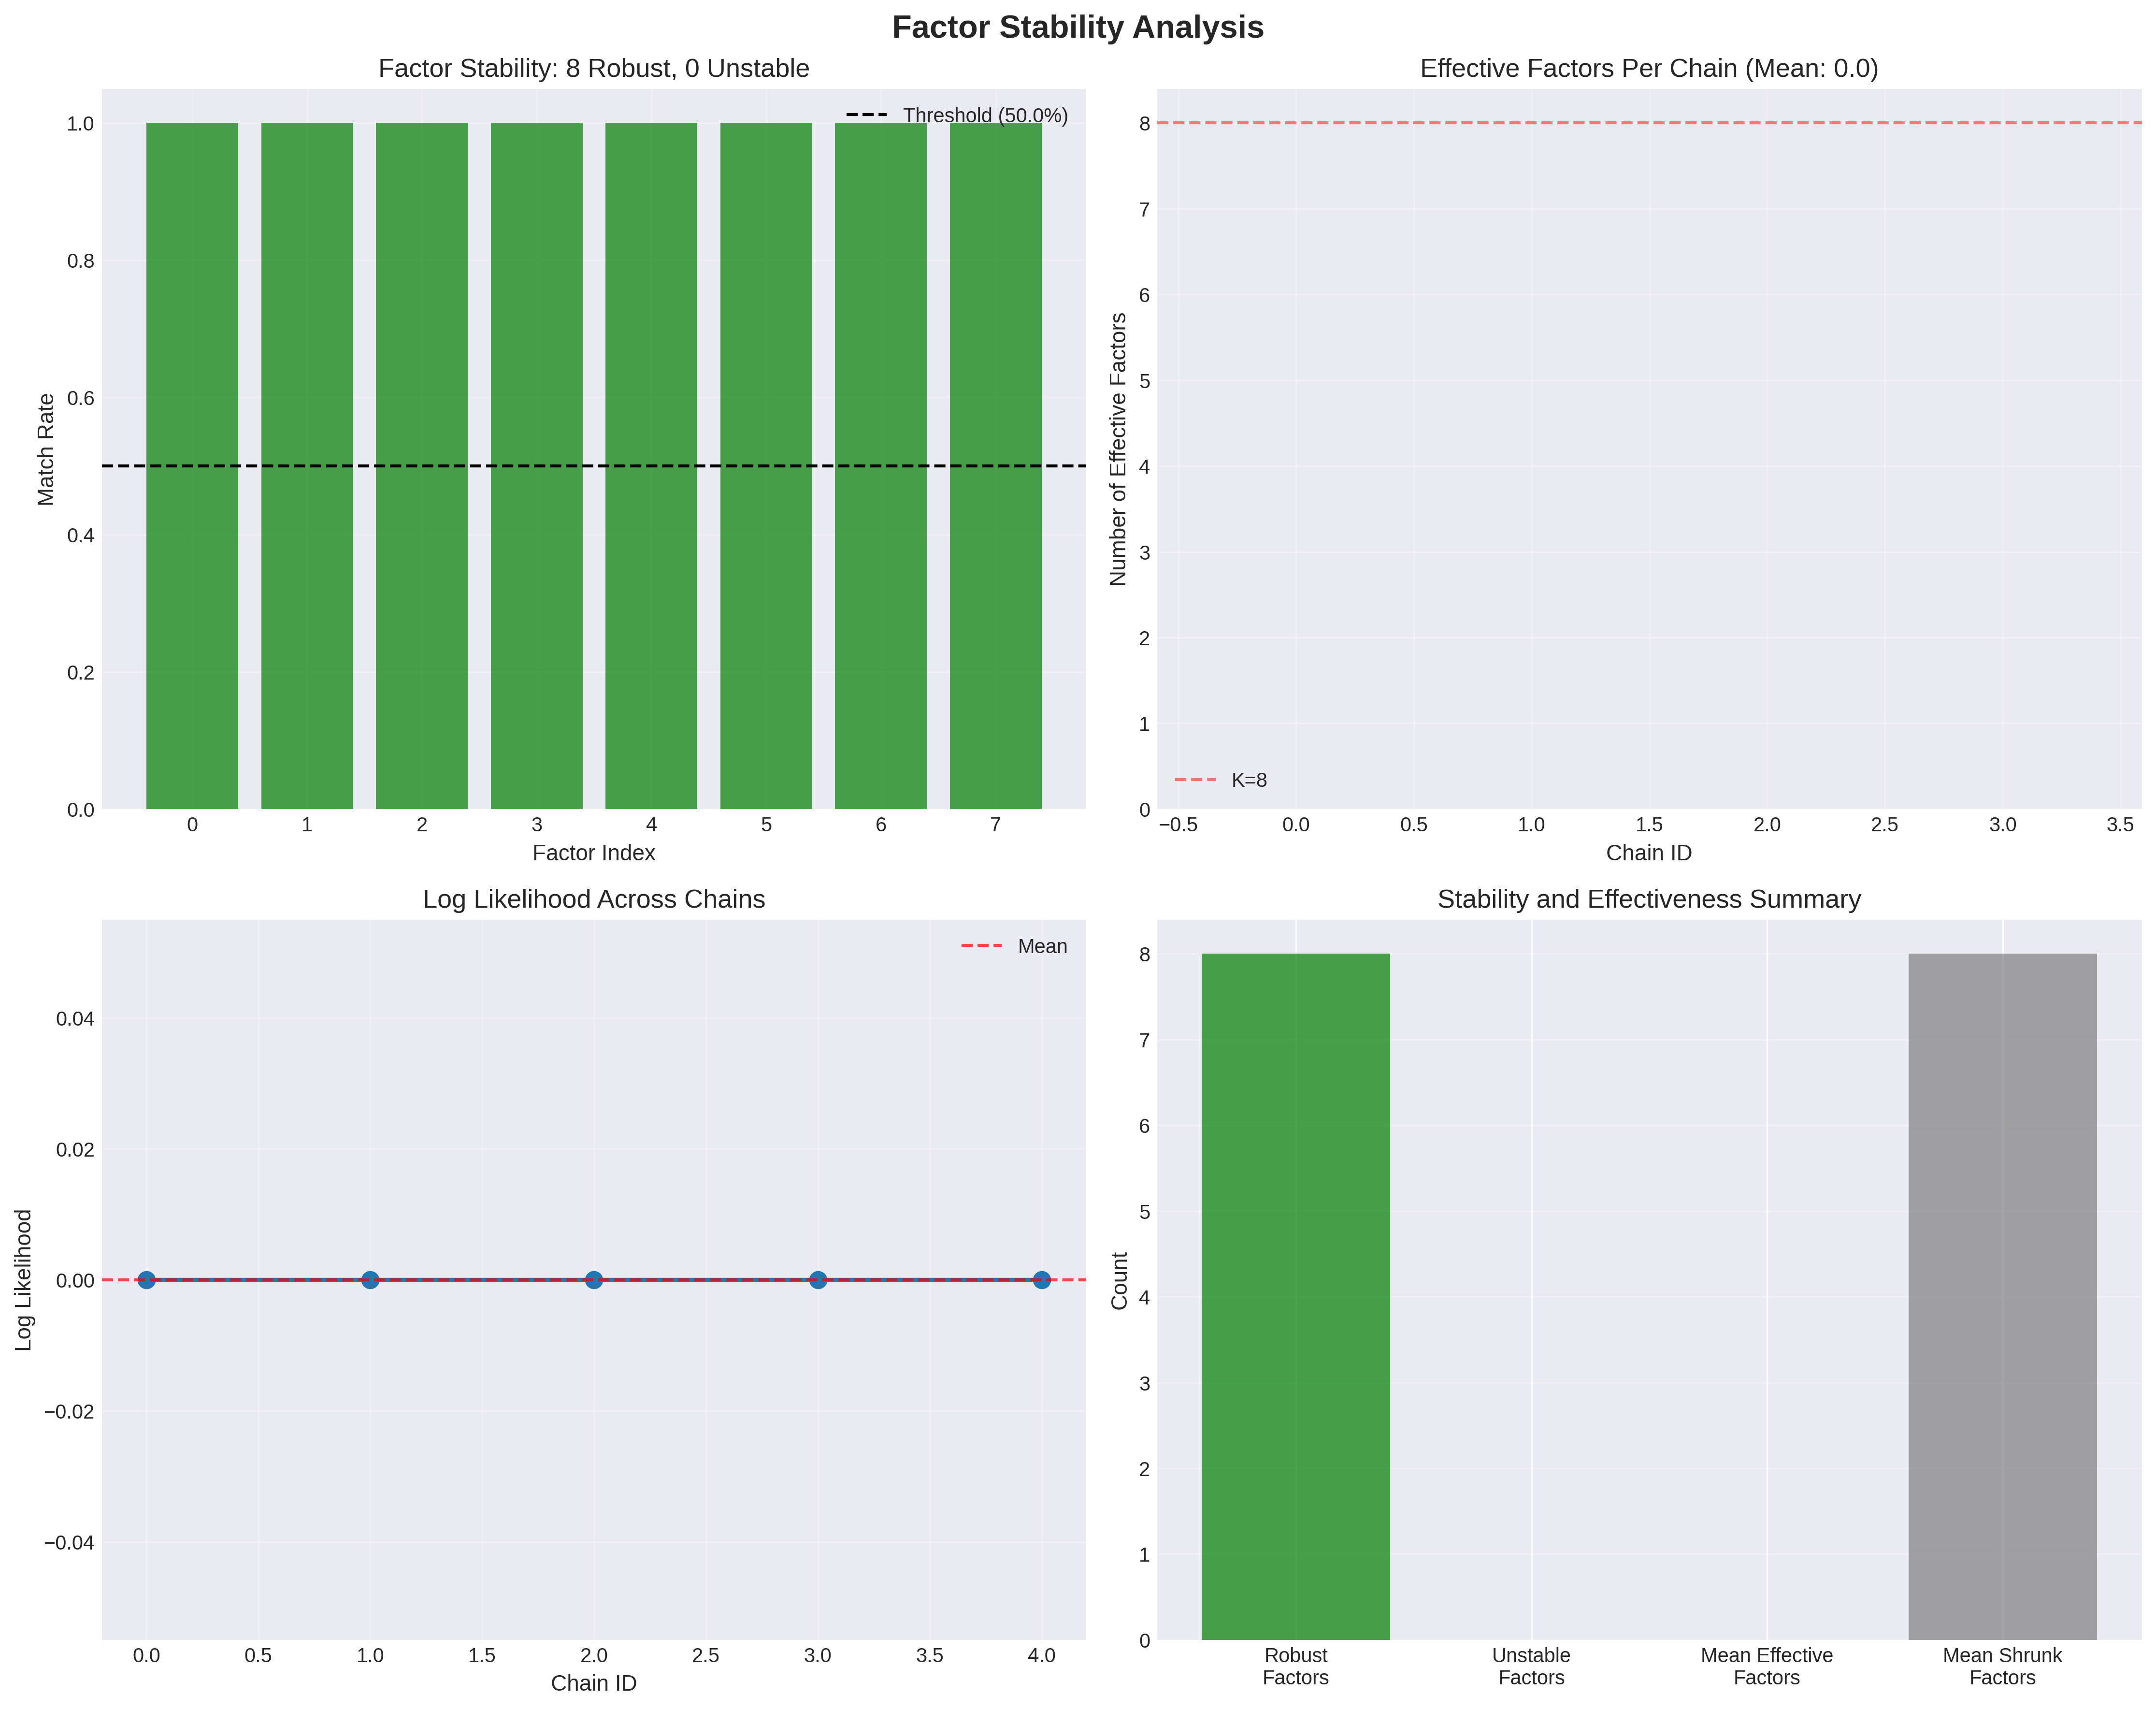 Factor Stability Analysis
Factor Stability: 8 Robust, 0 Unstable
Threshold (50.0%)
1.0
0.8
0.6
0.4
0.2
0.0
Match Rate
0 1 2 3 4 5 6 7
Factor Index
Effective Factors Per Chain (Mean: 0.0)
8
7
6
5
4
3
2
1
0
Number of Effective Factors
K=8
−0.5 0.0 0.5 1.0 1.5 2.0 2.5 3.0 3.5
Chain ID
Log Likelihood Across Chains
Mean
0.04
0.02
0.00
−0.02
−0.04
Log Likelihood
0.0 0.5 1.0 1.5 2.0 2.5 3.0 3.5 4.0
Chain ID
Stability and Effectiveness Summary
8
7
6
5
4
3
2
1
0
Count
Robust Factors
Unstable Factors
Mean Effective Factors
Mean Shrunk Factors